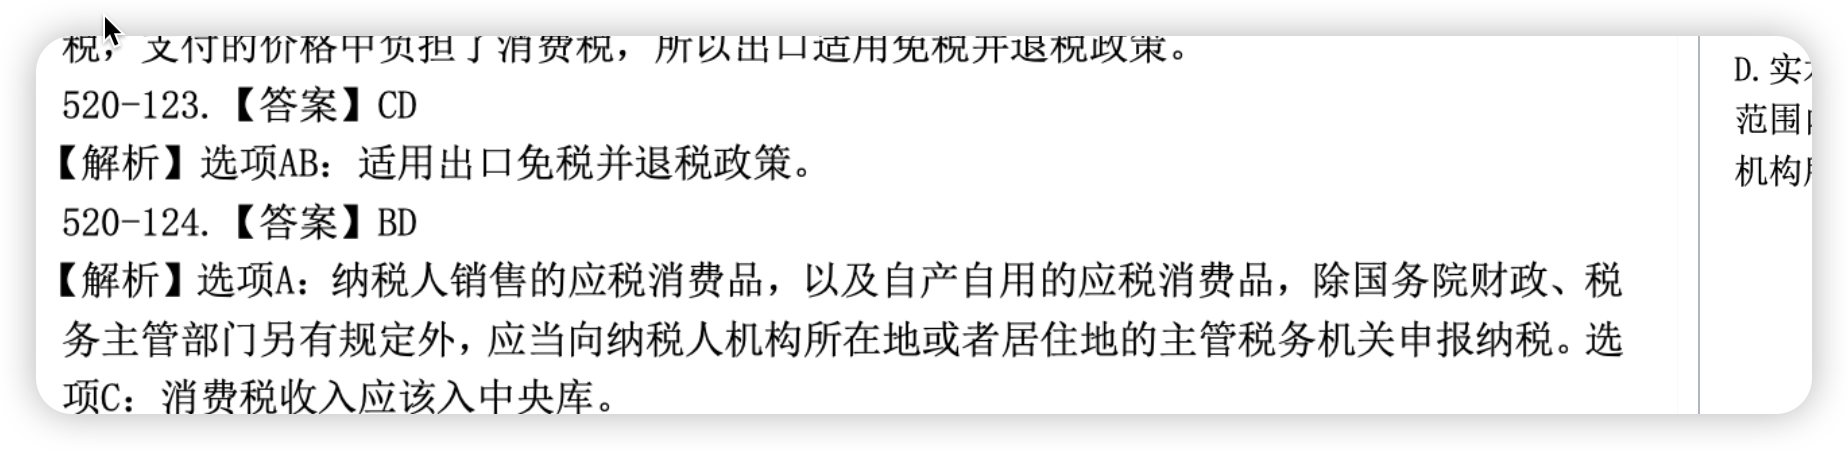 税，支付的价格中负担了消费税，所以出口适用免税并退税政策。
520-123.【答案】CD
【解析】选项AB：适用出口免税并退税政策。
520-124.【答案】BD
【解析】选项A：纳税人销售的应税消费品，以及自产自用的应税消费品，除国务院财政、税
务主管部门另有规定外，应当向纳税人机构所在地或者居住地的主管税务机关申报纳税。选
项C：消费税收入应该入中央库。
D. 实
范围
机构